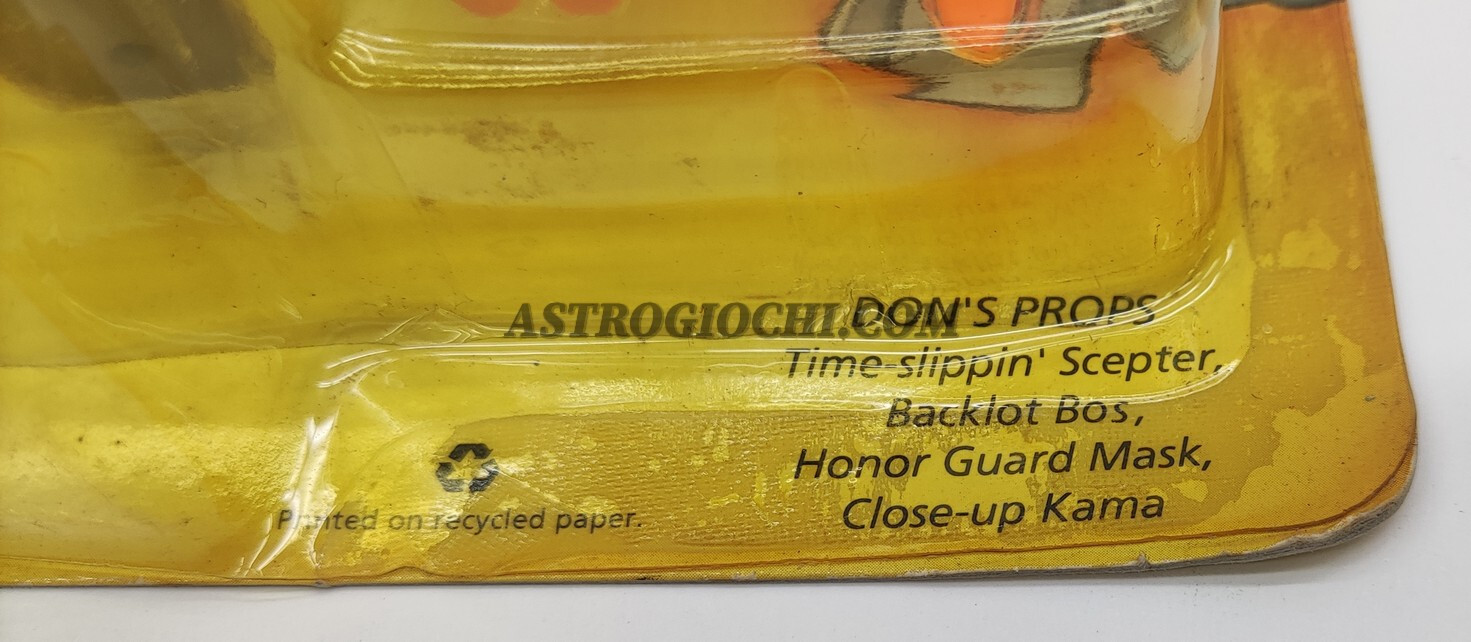 ASTROGIOCHI.COM
DON'S PROPS
Time-slippin' Scepter,
Backlot Bos,
Honor Guard Mask,
Close-up Kama
Printed on recycled paper.